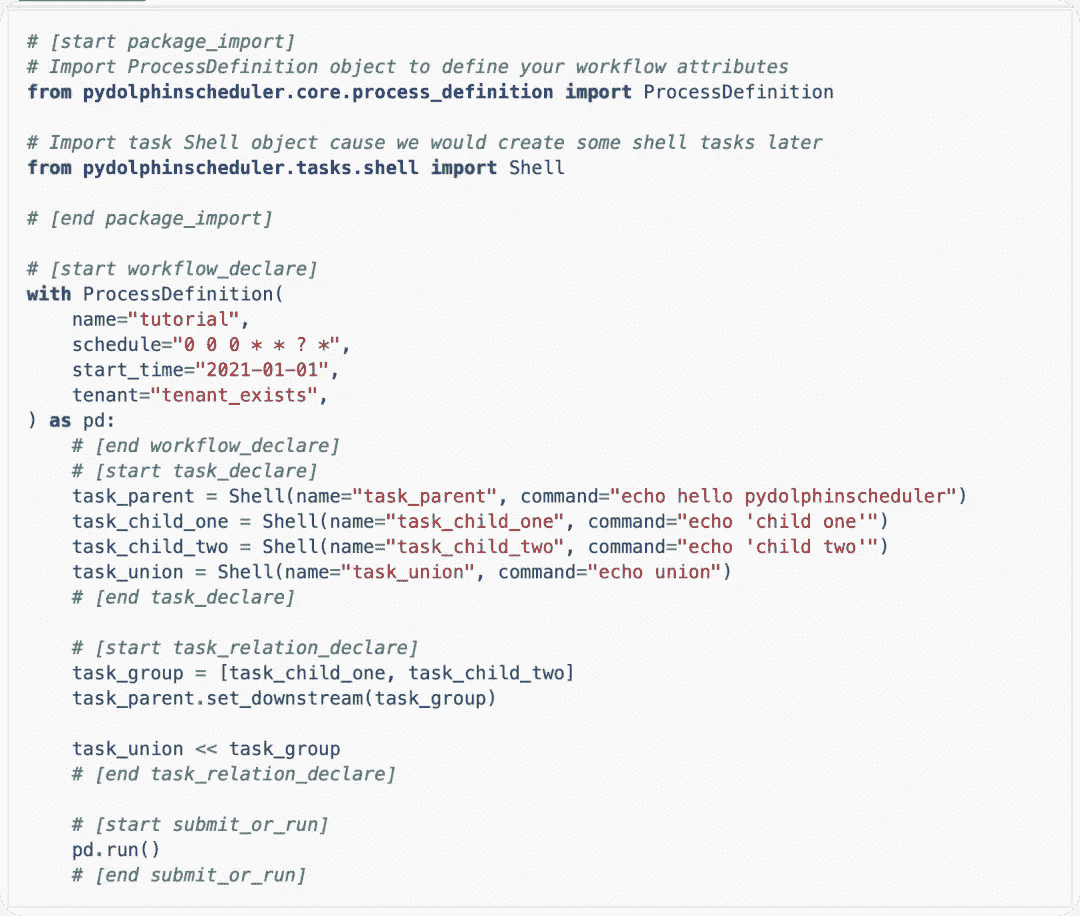 # [start package_import]
# Import ProcessDefinition object to define your workflow attributes
from pydolphinscheduler.core.process_definition import ProcessDefinition

# Import task Shell object cause we would create some shell tasks later
from pydolphinscheduler.tasks.shell import Shell

# [end package_import]

# [start workflow_declare]
with ProcessDefinition(
    name="tutorial",
    schedule="0 0 0 * * ? *",
    start_time="2021-01-01",
    tenant="tenant_exists",
) as pd:
    # [end workflow_declare]
    # [start task_declare]
    task_parent = Shell(name="task_parent", command="echo hello pydolphinscheduler")
    task_child_one = Shell(name="task_child_one", command="echo 'child one'")
    task_child_two = Shell(name="task_child_two", command="echo 'child two'")
    task_union = Shell(name="task_union", command="echo union")
    # [end task_declare]

    # [start task_relation_declare]
    task_group = [task_child_one, task_child_two]
    task_parent.set_downstream(task_group)

    task_union << task_group
    # [end task_relation_declare]

    # [start submit_or_run]
    pd.run()
    # [end submit_or_run]